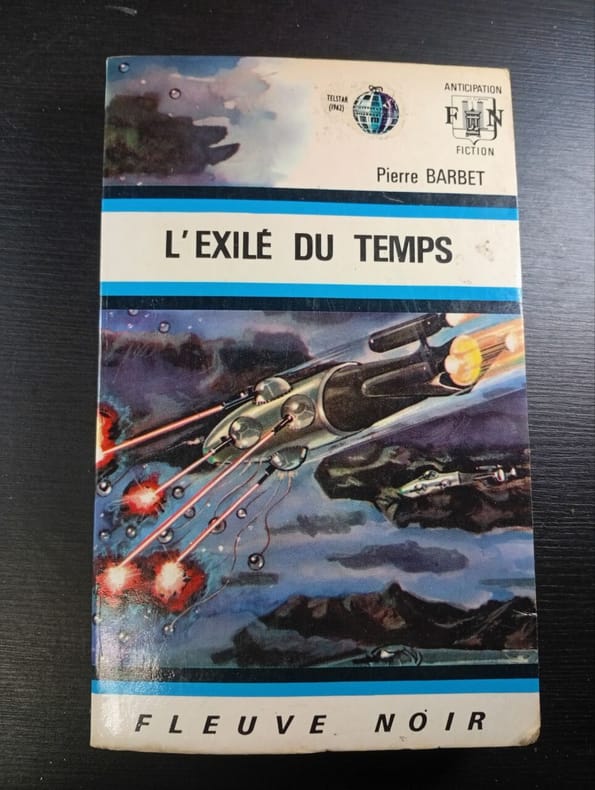 TELSTAR
(1962)
ANTICIPATION
F N
FICTION
Pierre BARBET
L'EXILÉ DU TEMPS
FLEUVE NOIR